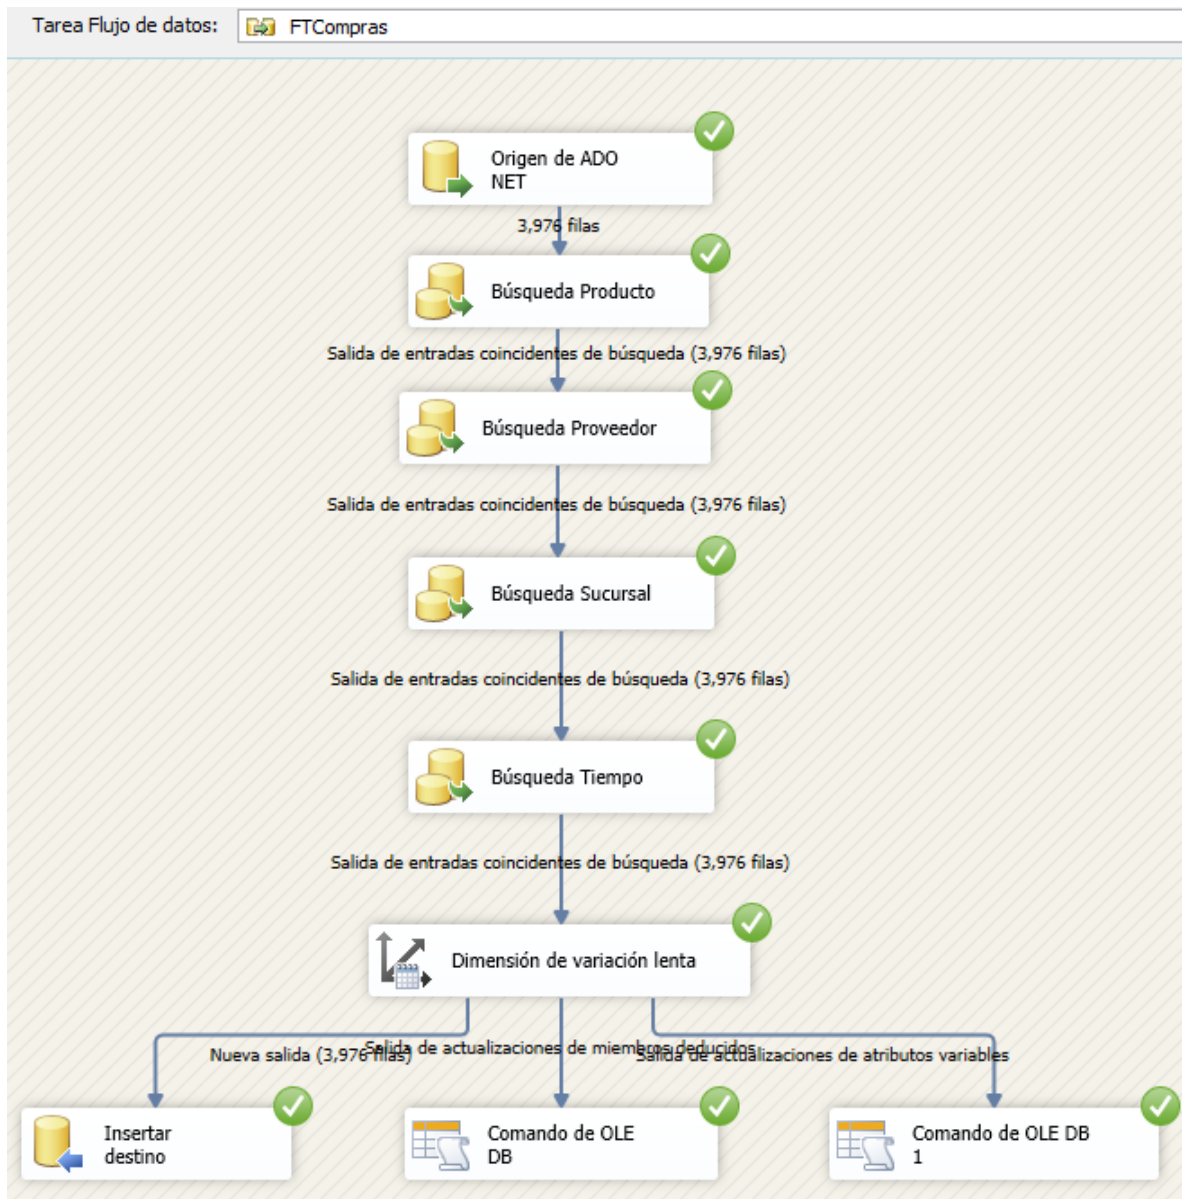 Tarea Flujo de datos: FTCompras
Origen de ADO
NET
3,976 filas
Búsqueda Producto
Salida de entradas coincidentes de búsqueda (3,976 filas)
Búsqueda Proveedor
Salida de entradas coincidentes de búsqueda (3,976 filas)
Búsqueda Sucursal
Salida de entradas coincidentes de búsqueda (3,976 filas)
Búsqueda Tiempo
Salida de entradas coincidentes de búsqueda (3,976 filas)
Dimensión de variación lenta
Nueva salida (3,976 filas)
Salida de actualizaciones de miembros deducidos
Salida de actualizaciones de atributos variables
Insertar
destino
Comando de OLE
DB
Comando de OLE DB
1